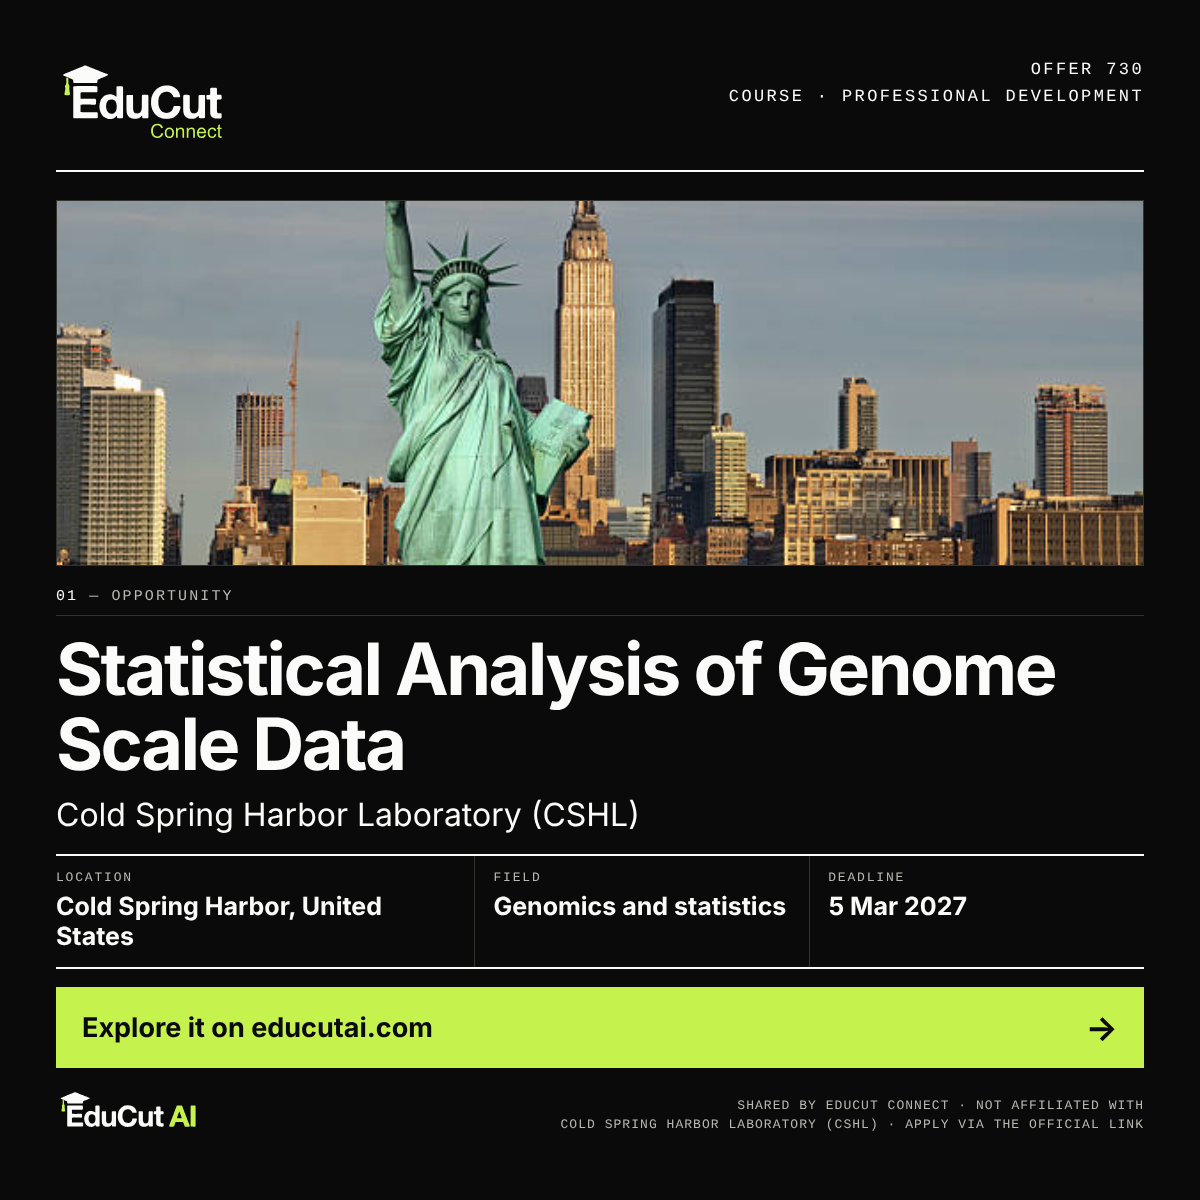 EduCut
Connect
OFFER 730
COURSE · PROFESSIONAL DEVELOPMENT
01 — OPPORTUNITY
Statistical Analysis of Genome
Scale Data
Cold Spring Harbor Laboratory (CSHL)
LOCATION
Cold Spring Harbor, United
States
FIELD
Genomics and statistics
DEADLINE
5 Mar 2027
Explore it on educutai.com →
EduCut AI
SHARED BY EDUCUT CONNECT · NOT AFFILIATED WITH
COLD SPRING HARBOR LABORATORY (CSHL) · APPLY VIA THE OFFICIAL LINK